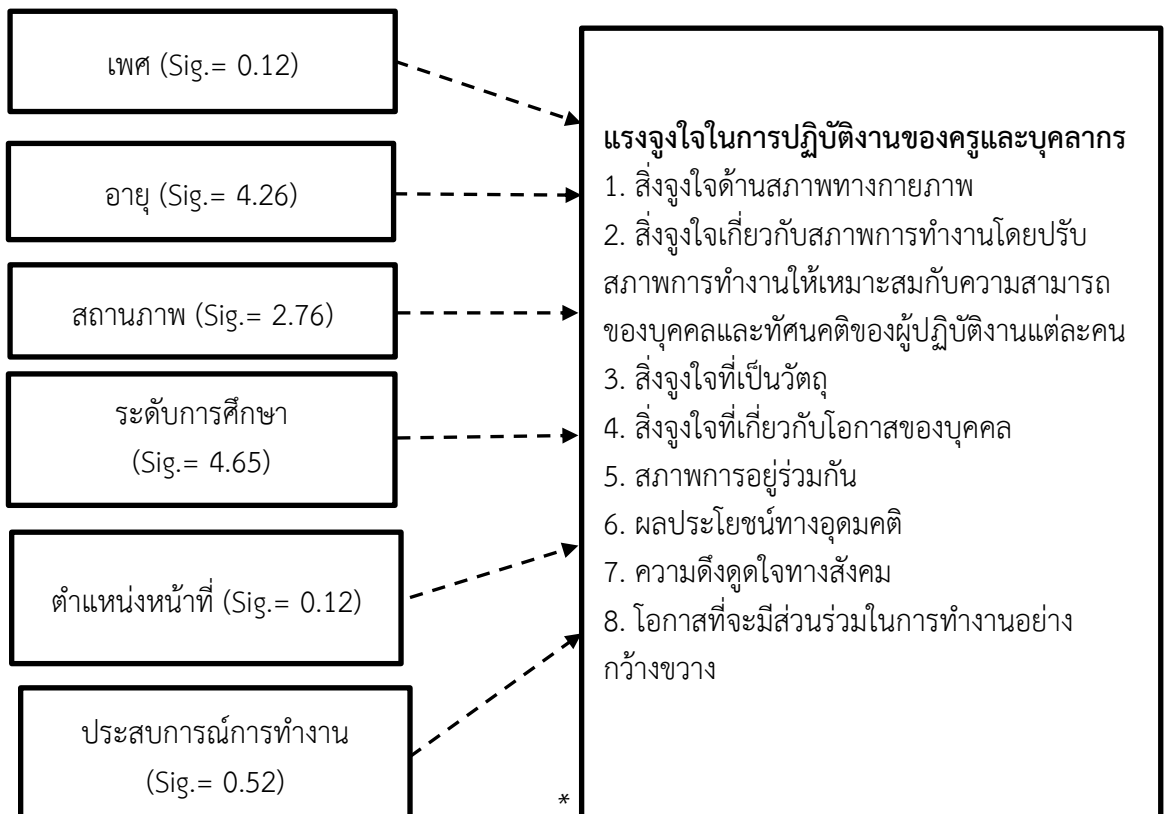 เพศ (Sig.= 0.12)
อายุ (Sig.= 4.26)
สถานภาพ (Sig.= 2.76)
ระดับการศึกษา
(Sig.= 4.65)
ตำแหน่งหน้าที่ (Sig.= 0.12)
ประสบการณ์การทำงาน
(Sig.= 0.52)
*
แรงจูงใจในการปฏิบัติงานของครูและบุคลากร
1. สิ่งจูงใจด้านสภาพทางกายภาพ
2. สิ่งจูงใจเกี่ยวกับสภาพการทำงานโดยปรับ
สภาพการทำงานให้เหมาะสมกับความสามารถ
ของบุคคลและทัศนคติของผู้ปฏิบัติงานแต่ละคน
3. สิ่งจูงใจที่เป็นวัตถุ
4. สิ่งจูงใจที่เกี่ยวกับโอกาสของบุคคล
5. สภาพการอยู่ร่วมกัน
6. ผลประโยชน์ทางอุดมคติ
7. ความดึงดูดใจทางสังคม
8. โอกาสที่จะมีส่วนร่วมในการทำงานอย่าง
กว้างขวาง